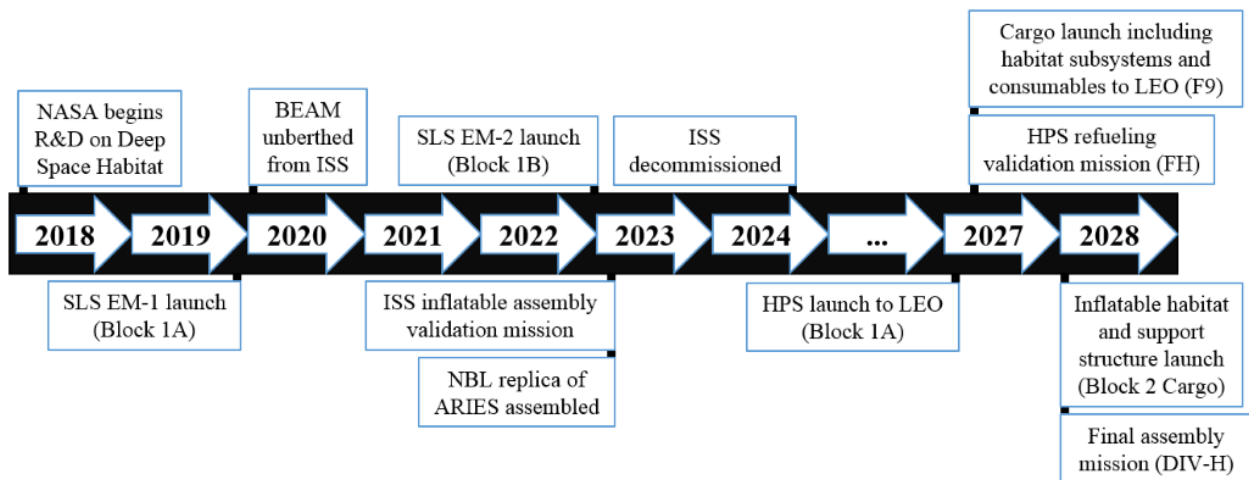 NASA begins
R&D on Deep
Space Habitat
BEAM
unberthed
from ISS
SLS EM-2 launch
(Block 1B)
ISS
decommissioned
Cargo launch including
habitat subsystems and
consumables to LEO (F9)
HPS refueling
validation mission (FH)
2018 2019 2020 2021 2022 2023 2024 ... 2027 2028
SLS EM-1 launch
(Block 1A)
ISS inflatable assembly
validation mission
NBL replica of
ARIES assembled
HPS launch to LEO
(Block 1A)
Inflatable habitat
and support
structure launch
(Block 2 Cargo)
Final assembly
mission (DIV-H)